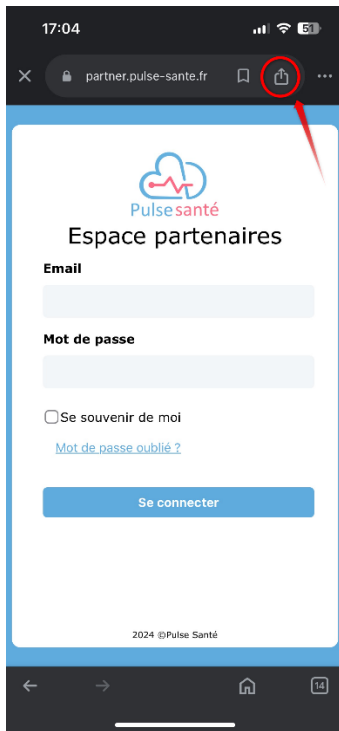 17:04
51
partner.pulse-sante.fr
Pulse santé
Espace partenaires
Email
Mot de passe
Se souvenir de moi
Mot de passe oublié ?
Se connecter
2024 ©Pulse Santé
14